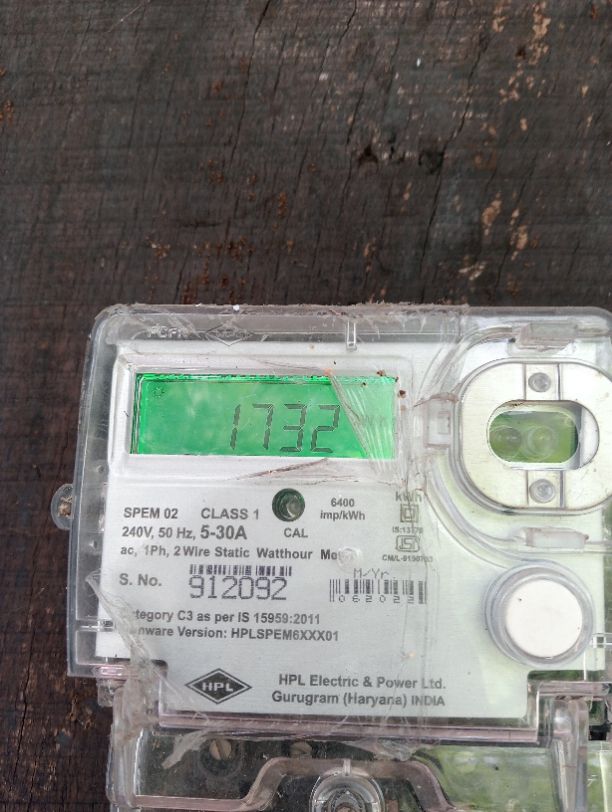 1732
SPEM 02 CLASS 1
6400
imp/kWh
CAL
kWh
240V, 50 Hz, 5-30A
ac, 1Ph, 2 Wire Static Watthour
M/Yr
S. No. 912092
062022
C3 as per IS 15959:2011
Version: HPLSPEM6XXX01
HPL
HPL Electric & Power Ltd.
Gurugram (Haryana) INDIA